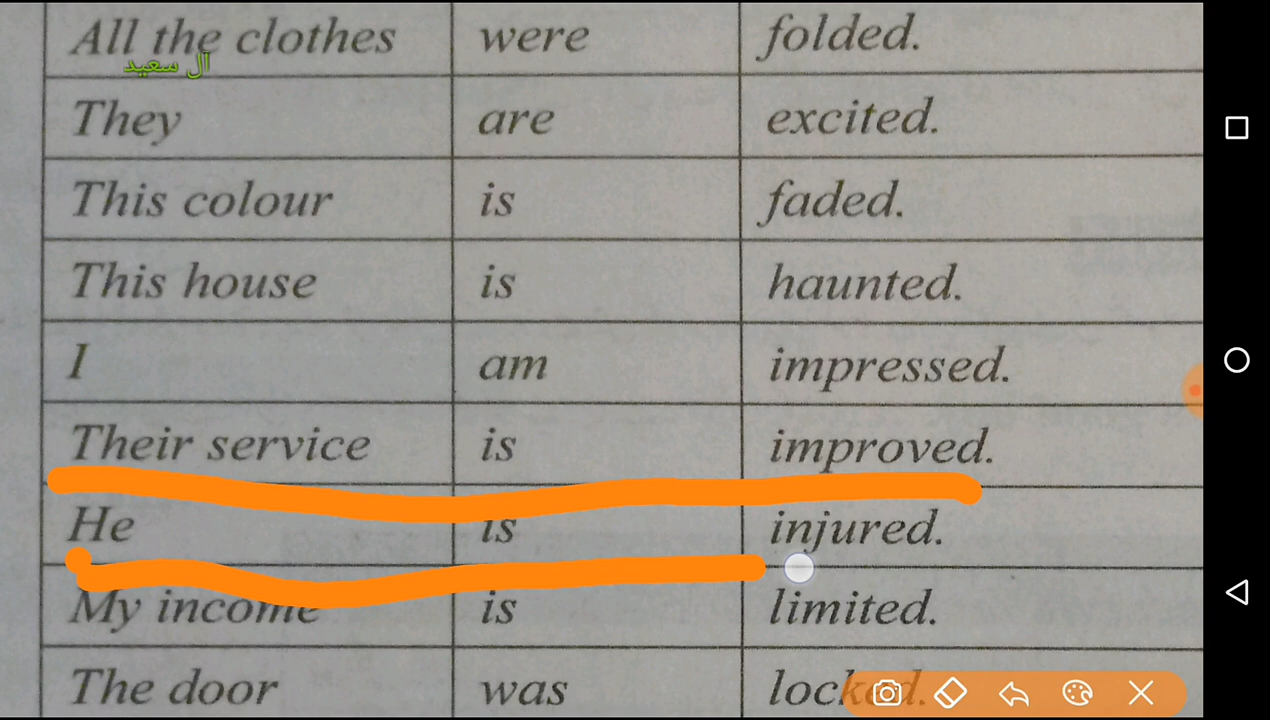 All the clothes were folded.
آل سعيد
They are excited.
This colour is faded.
This house is haunted.
I am impressed.
Their service is improved.
He is injured.
My income is limited.
The door was locked.